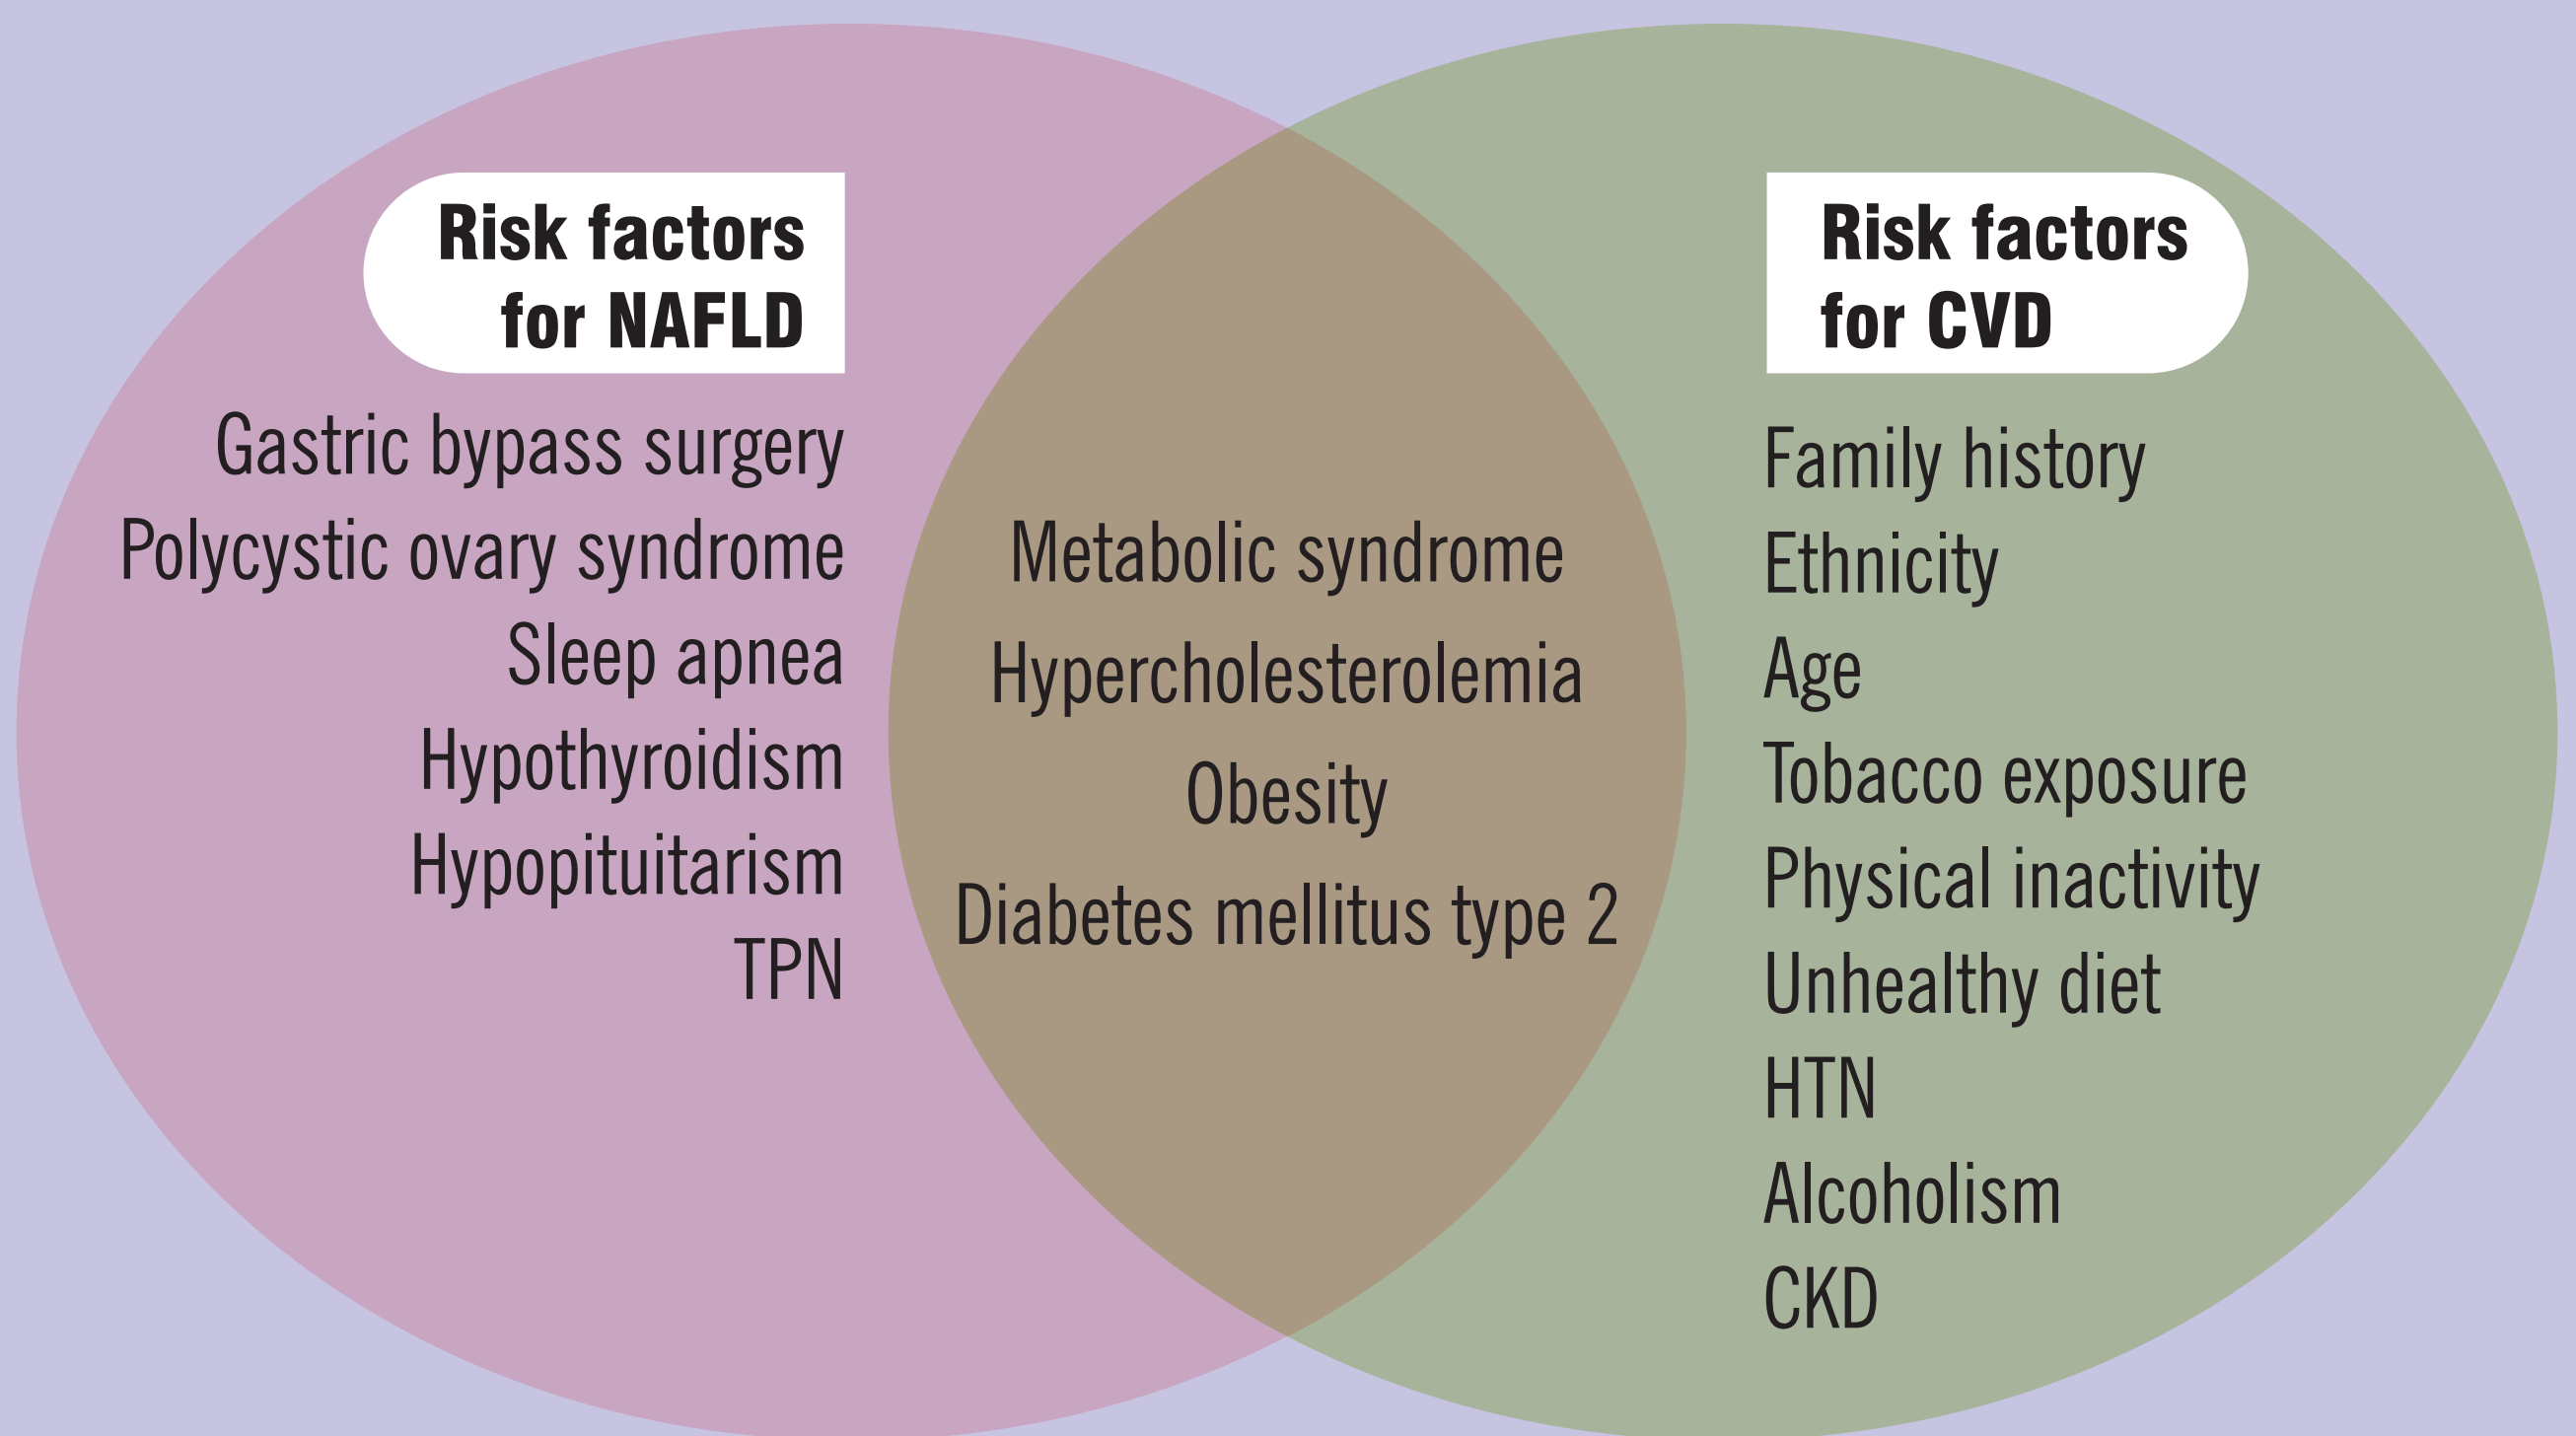 Risk factors
for NAFLD
Gastric bypass surgery
Polycystic ovary syndrome
Sleep apnea
Hypothyroidism
Hypopituitarism
TPN
Metabolic syndrome
Hypercholesterolemia
Obesity
Diabetes mellitus type 2
Risk factors
for CVD
Family history
Ethnicity
Age
Tobacco exposure
Physical inactivity
Unhealthy diet
HTN
Alcoholism
CKD